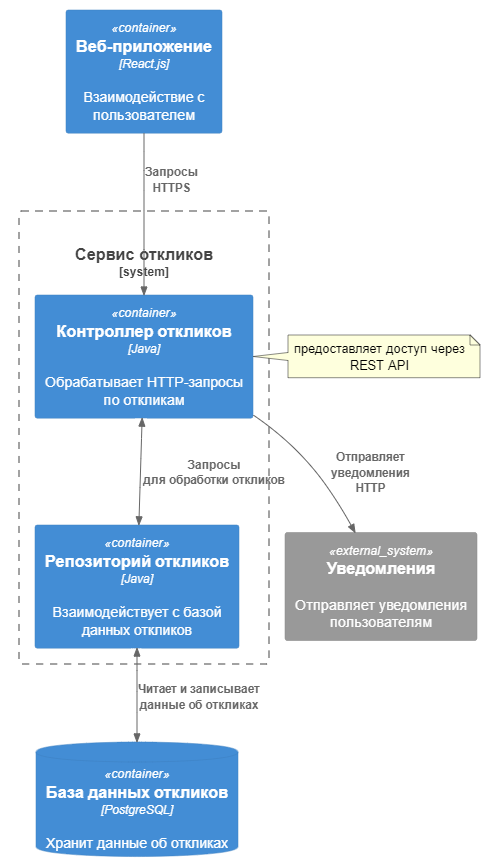 «container»
Веб-приложение
[React.js]
Взаимодействие с
пользователем
Запросы
HTTPS
Сервис откликов
[system]
«container»
Контроллер откликов
[Java]
Обрабатывает HTTP-запросы
по откликам
предоставляет доступ через
REST API
Запросы
для обработки откликов
Отправляет
уведомления
HTTP
«container»
Репозиторий откликов
[Java]
Взаимодействует с базой
данных откликов
«external_system»
Уведомления
Отправляет уведомления
пользователям
Читает и записывает
данные об откликах
«container»
База данных откликов
[PostgreSQL]
Хранит данные об откликах